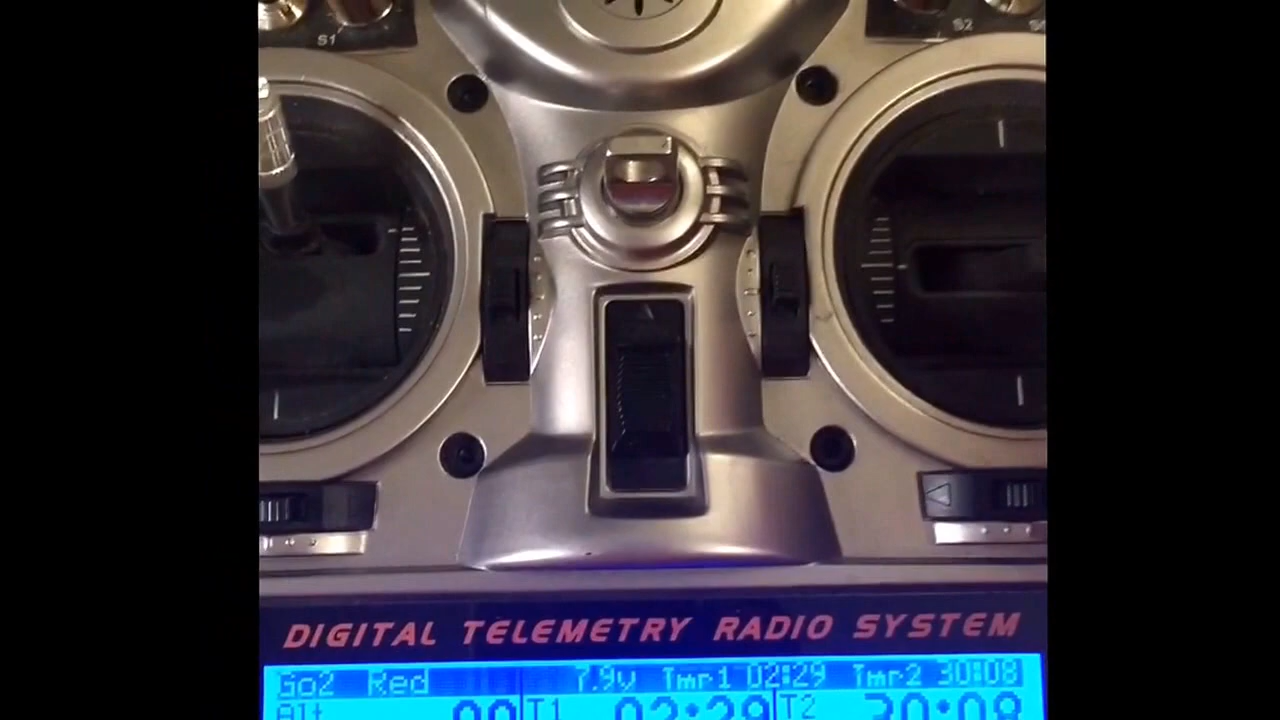 S1 S2
DIGITAL TELEMETRY RADIO SYSTEM
Go2 Red 7.9v Tmr1 02:29 Tmr2 30:08
Alt T1 02:29 T2 30:08